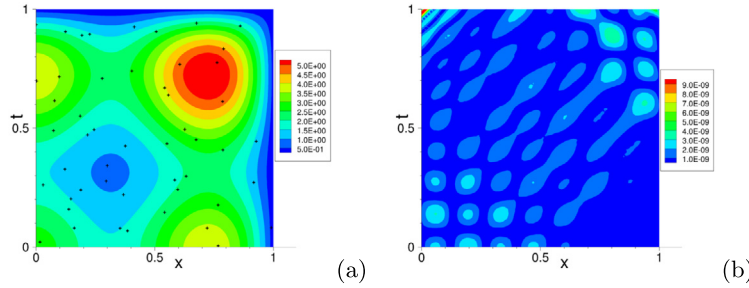 1
0.5
0
0
0.5
1
t
x
5.0E+00
4.5E+00
4.0E+00
3.5E+00
3.0E+00
2.5E+00
2.0E+00
1.5E+00
1.0E+00
5.0E-01
(a)
1
0.5
0
0
0.5
1
t
x
9.0E-09
8.0E-09
7.0E-09
6.0E-09
5.0E-09
4.0E-09
3.0E-09
2.0E-09
1.0E-09
(b)